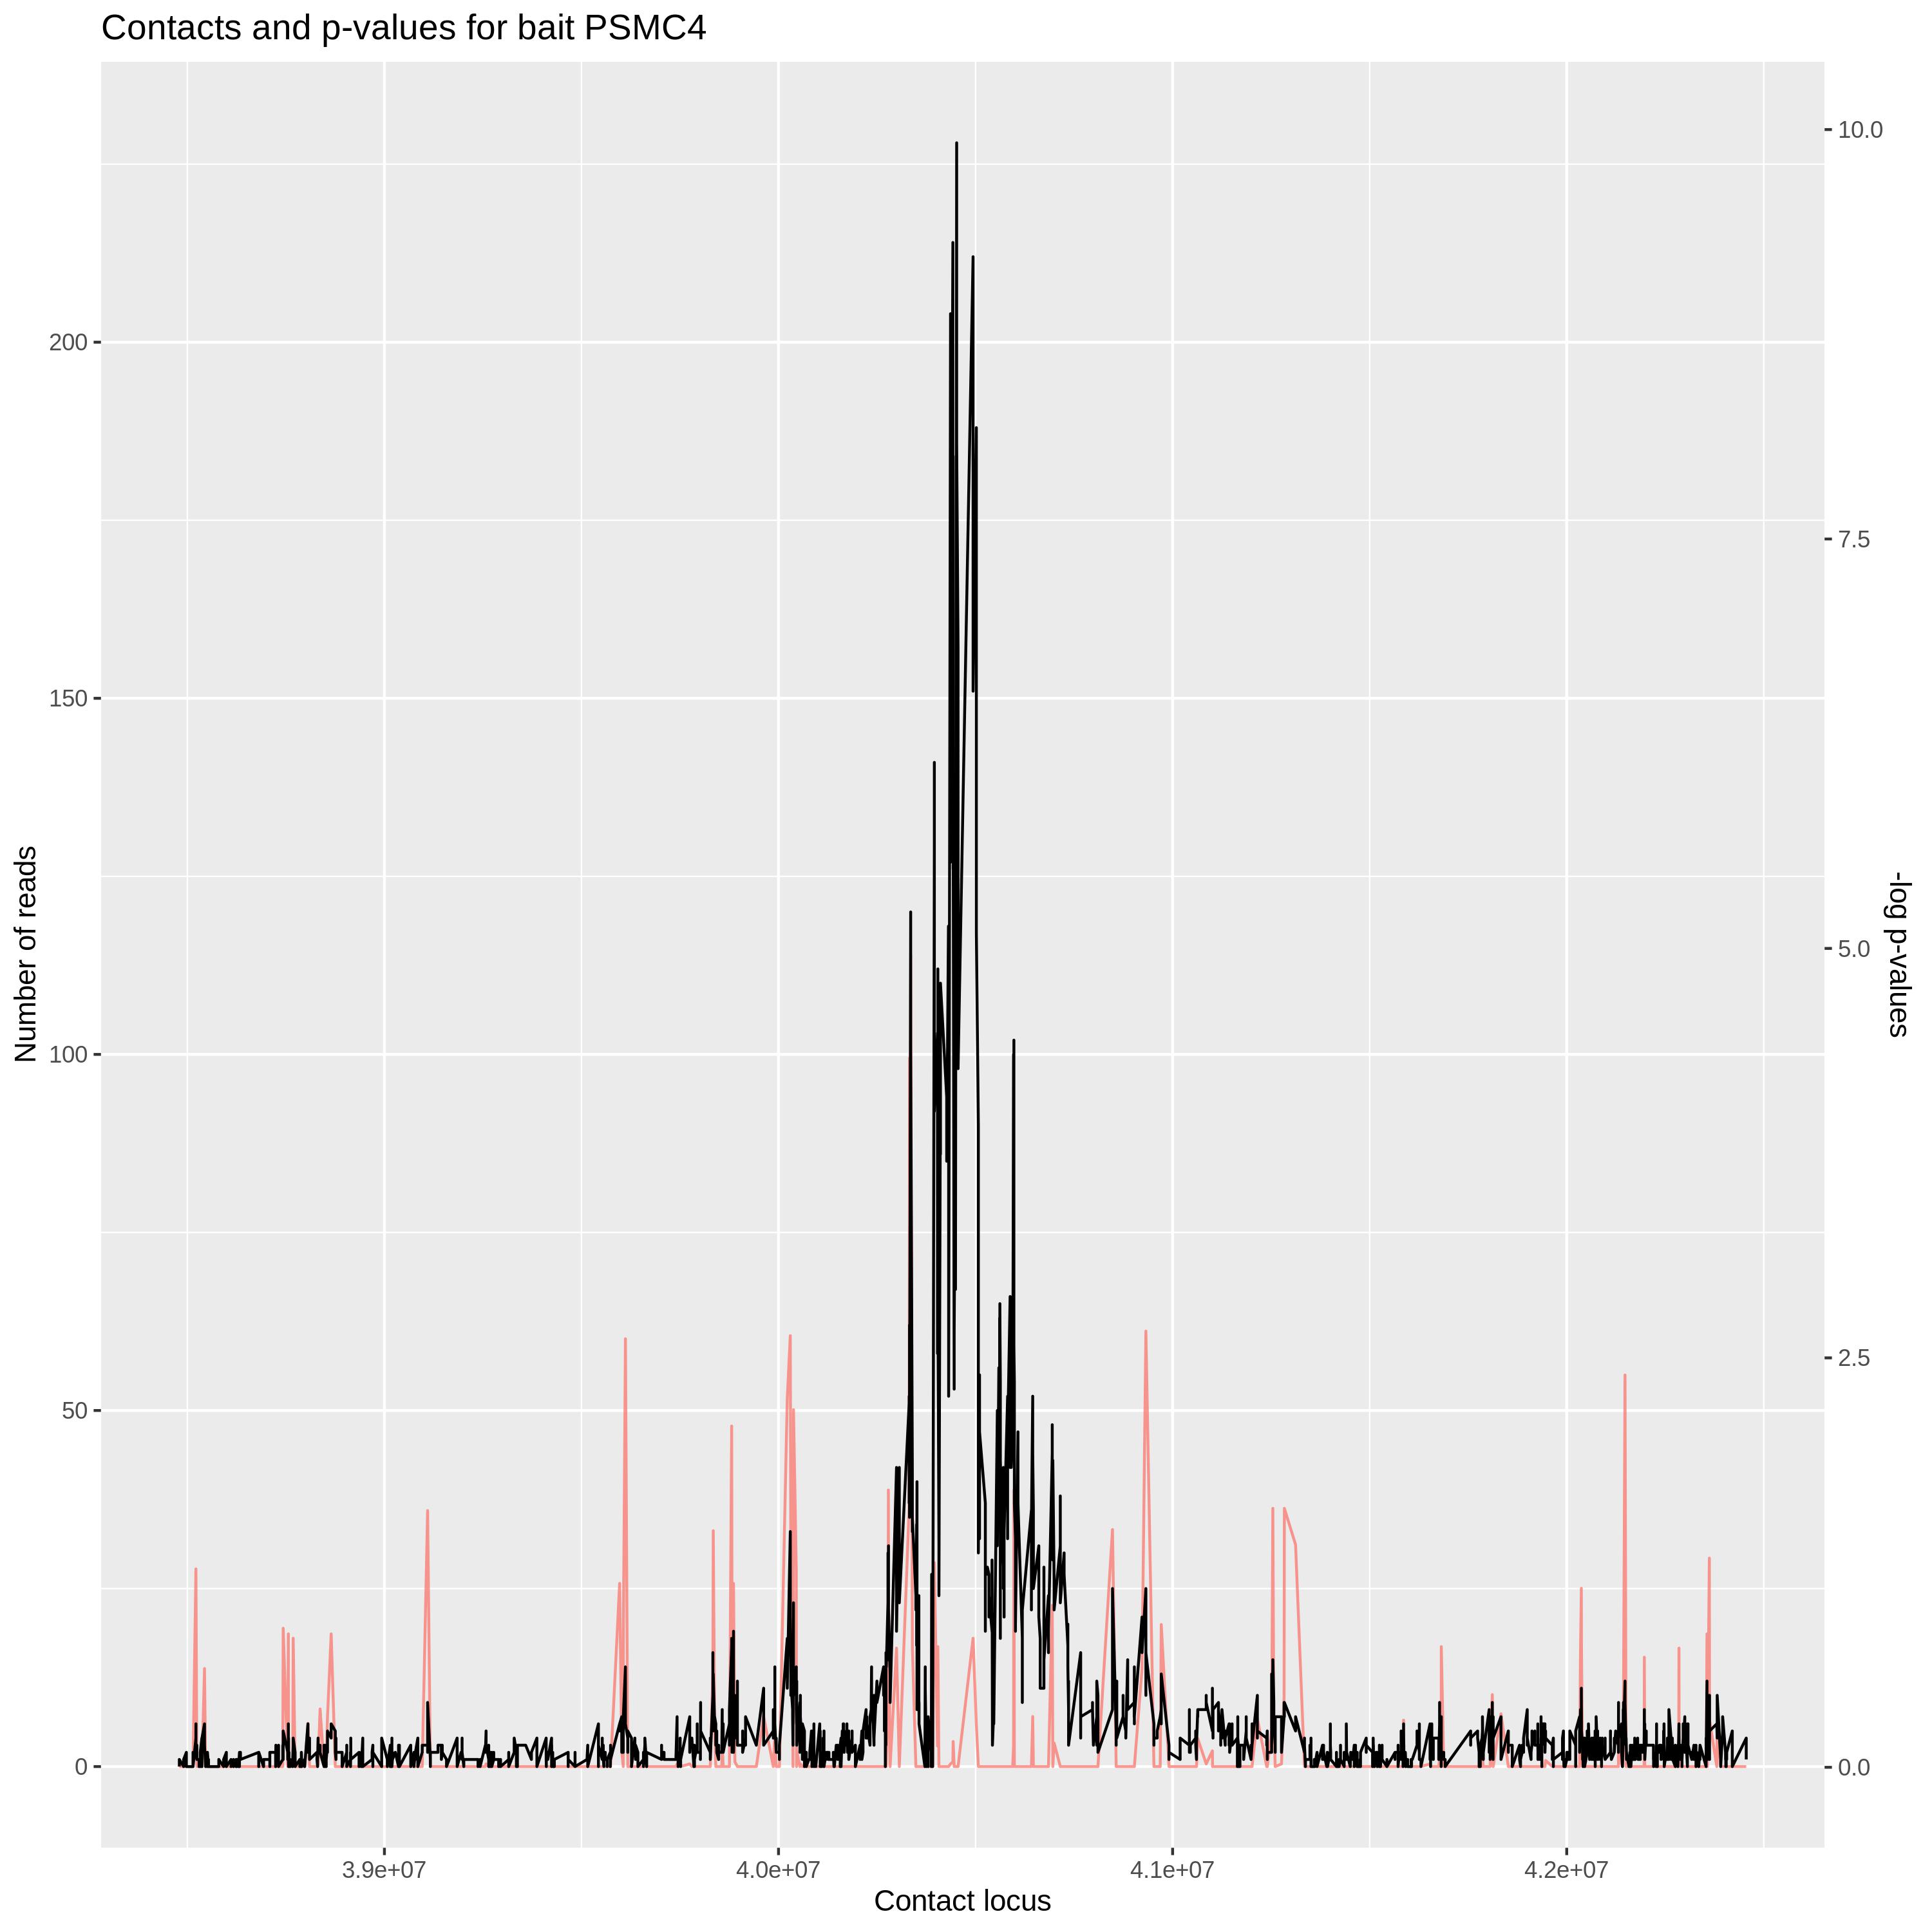 Contacts and p-values for bait PSMC4
Number of reads
200
150
100
50
0
10.0
7.5
5.0
2.5
0.0
-log p-values
3.9e+07 4.0e+07 4.1e+07 4.2e+07
Contact locus